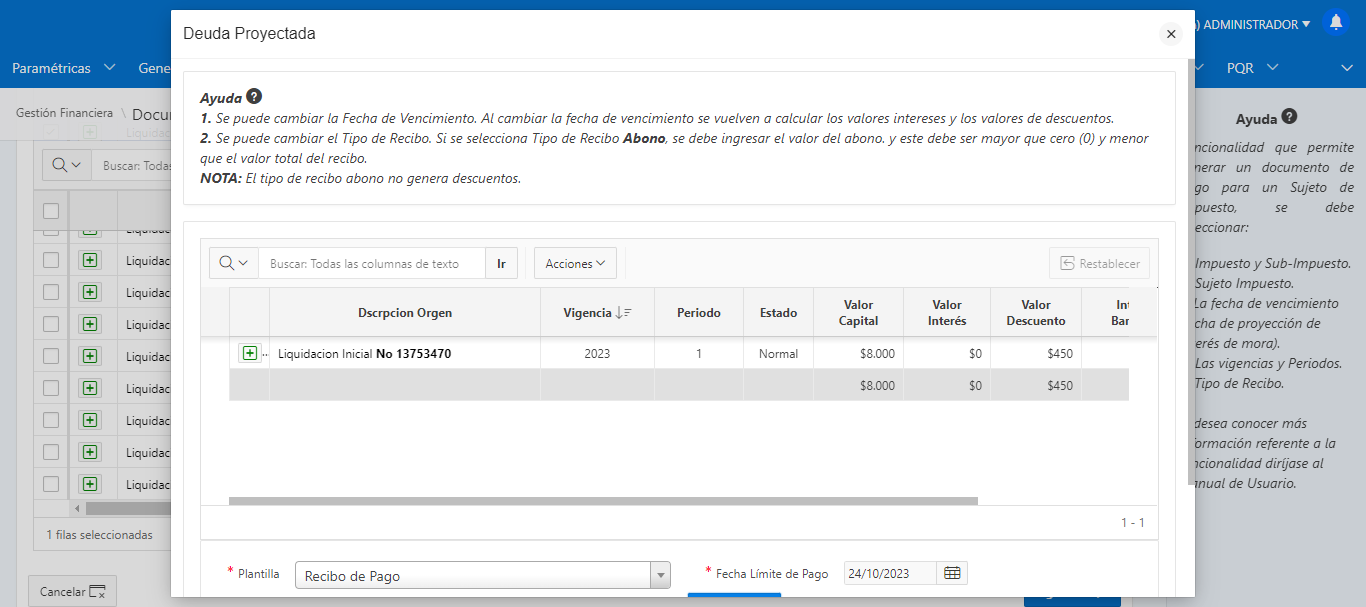 ) ADMINISTRADOR
Paramétricas
Gene
PQR
Gestión Financiera \ Docu
Buscar: Todas
Liquidac
Liquidac
Liquidac
Liquidac
Liquidac
Liquidac
Liquidac
Liquidac
Liquidac
Liquidac
1 filas seleccionadas
Cancelar
Deuda Proyectada
Ayuda
1. Se puede cambiar la Fecha de Vencimiento. Al cambiar la fecha de vencimiento se vuelven a calcular los valores intereses y los valores de descuentos.
2. Se puede cambiar el Tipo de Recibo. Si se selecciona Tipo de Recibo Abono, se debe ingresar el valor del abono. y este debe ser mayor que cero (0) y menor
que el valor total del recibo.
NOTA: El tipo de recibo abono no genera descuentos.
Buscar: Todas las columnas de texto
Ir
Acciones
Restablecer
Dscrpcion Orgen
Vigencia
Periodo
Estado
Valor
Capital
Valor
Interés
Valor
Descuento
Int
Bar
Liquidacion Inicial No 13753470
2023
1
Normal
$8.000
$0
$450
$8.000
$0
$450
1 - 1
* Plantilla
Recibo de Pago
* Fecha Límite de Pago
24/10/2023
Ayuda
ncionalidad que permite
nerar un documento de
go para un Sujeto de
puesto, se debe
eccionar:
Impuesto y Sub-Impuesto.
Sujeto Impuesto.
La fecha de vencimiento
cha de proyección de
erés de mora).
Las vigencias y Periodos.
Tipo de Recibo.
desea conocer más
ormación referente a la
ncionalidad diríjase al
anual de Usuario.